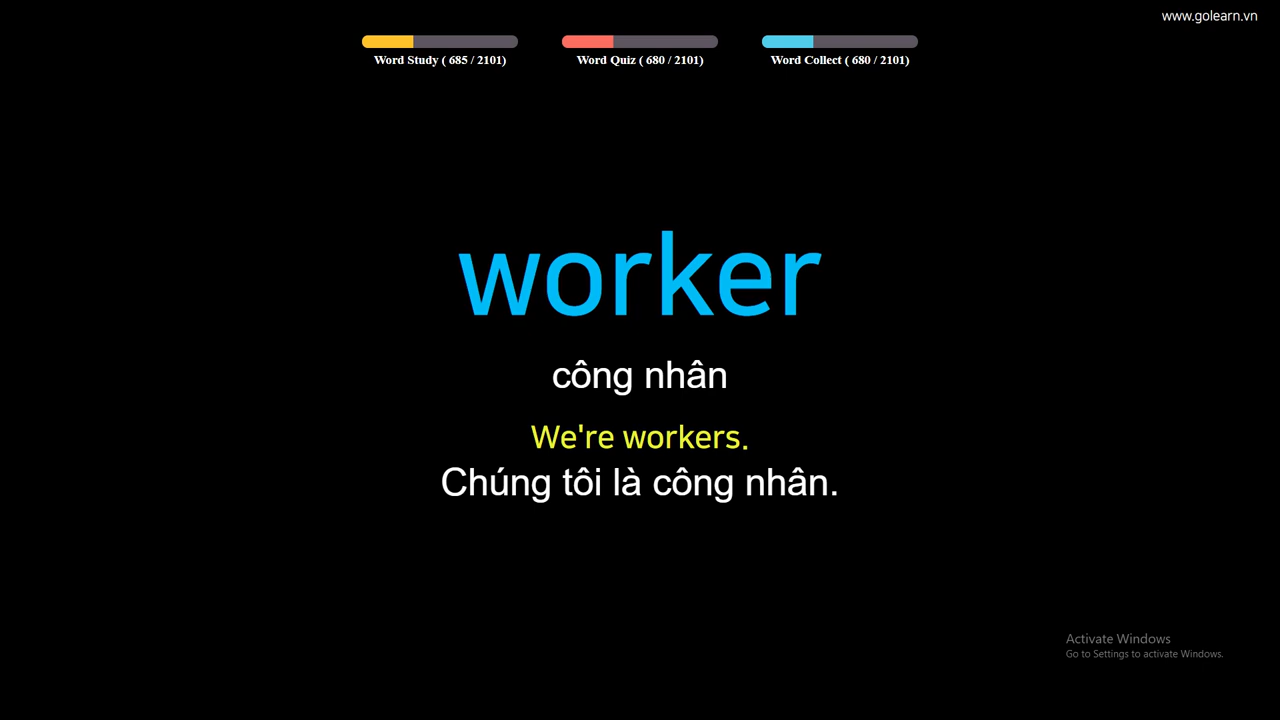 www.golearn.vn
Word Study ( 685 / 2101) Word Quiz ( 680 / 2101) Word Collect ( 680 / 2101)
worker
công nhân
We're workers.
Chúng tôi là công nhân.
Activate Windows
Go to Settings to activate Windows.